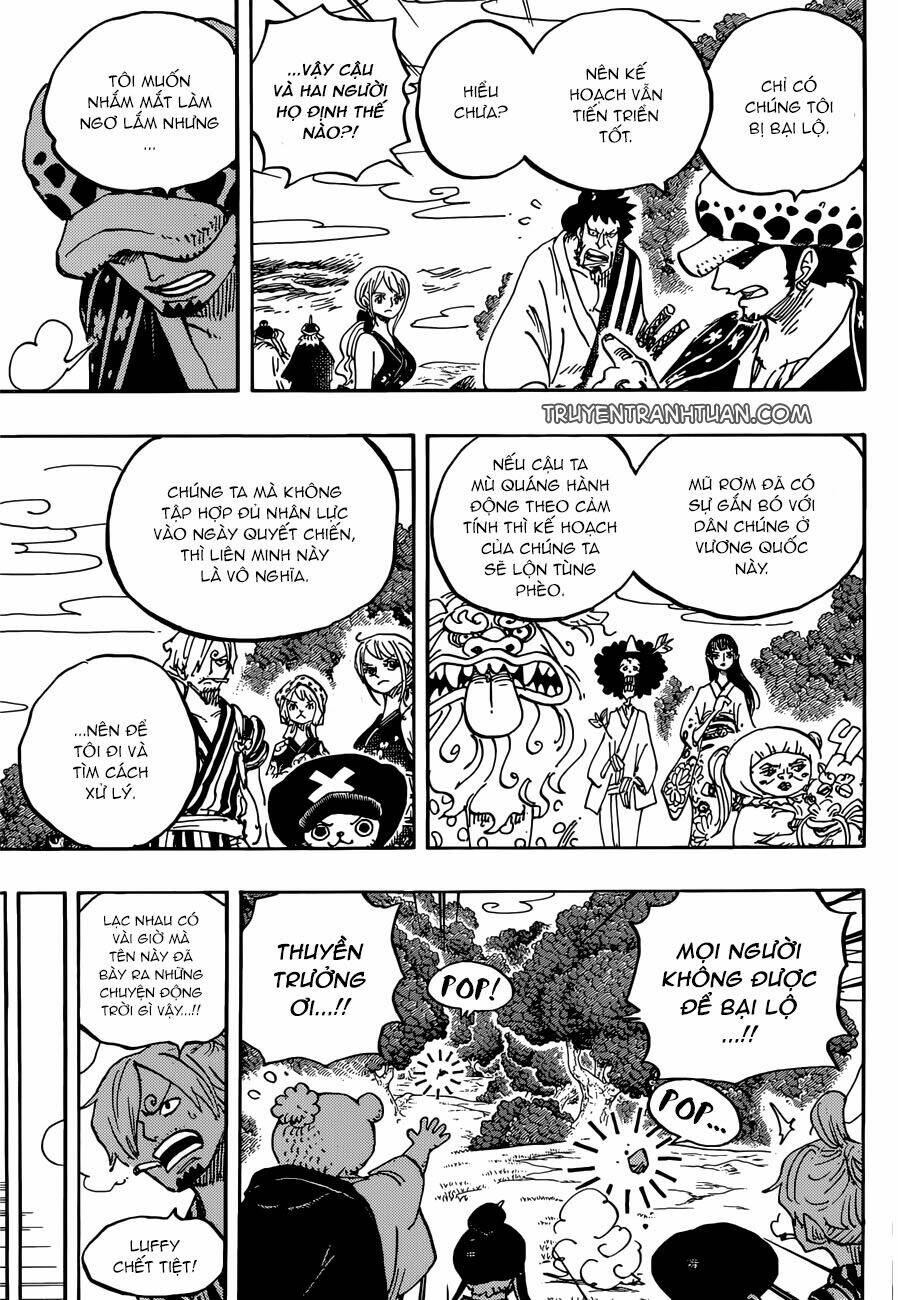 CHỈ CÓ
CHÚNG TÔI
BỊ BẠI LỘ.
NÊN KẾ
HOẠCH VẪN
TIẾN TRIỂN
TỐT.
HIỂU
CHƯA?
...VẬY CẬU
VÀ HAI NGƯỜI
HỌ ĐỊNH THẾ
NÀO?!
TÔI MUỐN
NHẮM MẮT LÀM
NGƠ LẮM NHƯNG
...
TRUYENTRANHTUAN.COM
MŨ RƠM ĐÃ CÓ
SỰ GẮN BÓ VỚI
DÂN CHÚNG Ở
VƯƠNG QUỐC
NÀY.
NẾU CẬU TA
MÙ QUÁNG HÀNH
ĐỘNG THEO CẢM
TÍNH THÌ KẾ HOẠCH
CỦA CHÚNG TA
SẼ LỘN TÙNG
PHÈO.
CHÚNG TA MÀ KHÔNG
TẬP HỢP ĐỦ NHÂN LỰC
VÀO NGÀY QUYẾT CHIẾN,
THÌ LIÊN MINH NÀY
LÀ VÔ NGHĨA.
...NÊN ĐỂ
TÔI ĐI VÀ
TÌM CÁCH
XỬ LÝ.
MỌI NGƯỜI
KHÔNG ĐƯỢC
ĐỂ BẠI LỘ
...!!
POP...
POP!
THUYỀN
TRƯỞNG
ƠI...!!
LẠC NHAU CÓ
VÀI GIỜ MÀ
TÊN NÀY ĐÃ
BÀY RA NHỮNG
CHUYỆN ĐỘNG
TRỜI GÌ VẬY...!!
LUFFY
CHẾT TIỆT!